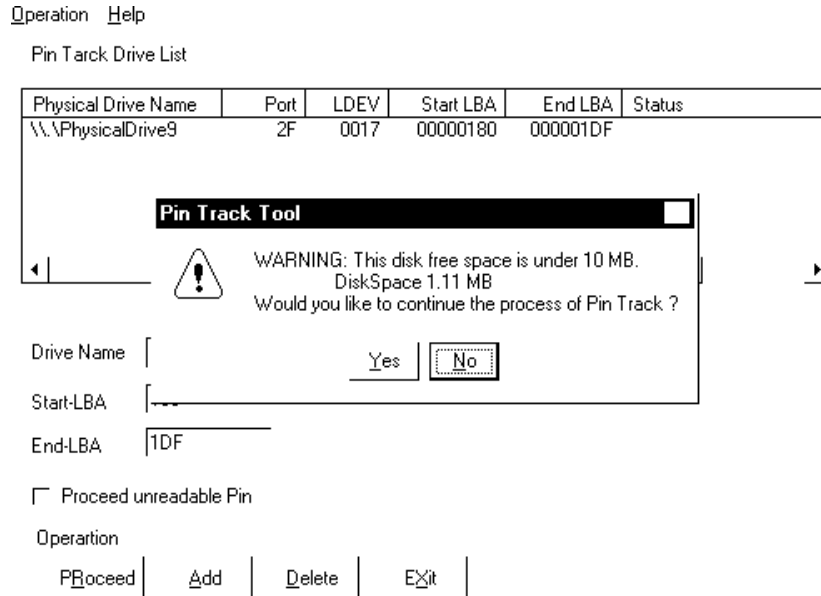 Operation Help
Pin Tarck Drive List
Physical Drive Name Port LDEV Start LBA End LBA Status
\\.\PhysicalDrive9 2F 0017 00000180 000001DF
Pin Track Tool
WARNING: This disk free space is under 10 MB.
DiskSpace 1.11 MB
Would you like to continue the process of Pin Track ?
Yes No
Drive Name
Start-LBA
End-LBA 1DF
Proceed unreadable Pin
Operartion
PRoceed Add Delete EXit